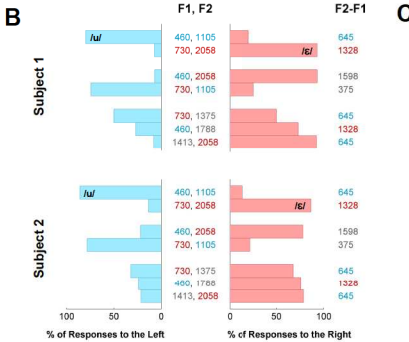 B
F1, F2
F2-F1
C
Subject 1
/u/ 460, 1105 645
730, 2058 /ε/ 1328
460, 2058 1598
730, 1105 375
730, 1375 645
460, 1788 1328
1413, 2058 645
Subject 2
/u/ 460, 1105 645
730, 2058 /ε/ 1328
460, 2058 1598
730, 1105 375
730, 1375 645
460, 1788 1328
1413, 2058 645
100 50 0 0 50 100
% of Responses to the Left % of Responses to the Right